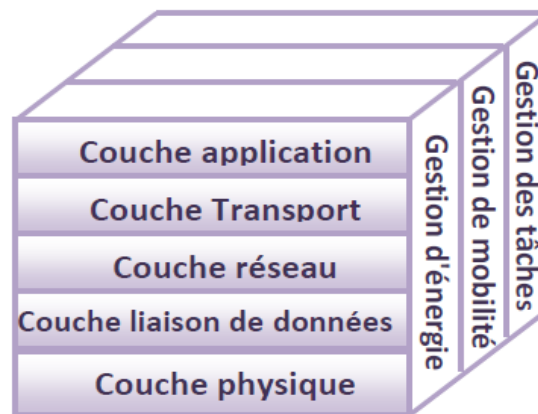 Couche application
Couche Transport
Couche réseau
Couche liaison de données
Couche physique
Gestion d'énergie
Gestion de mobilité
Gestion des tâches